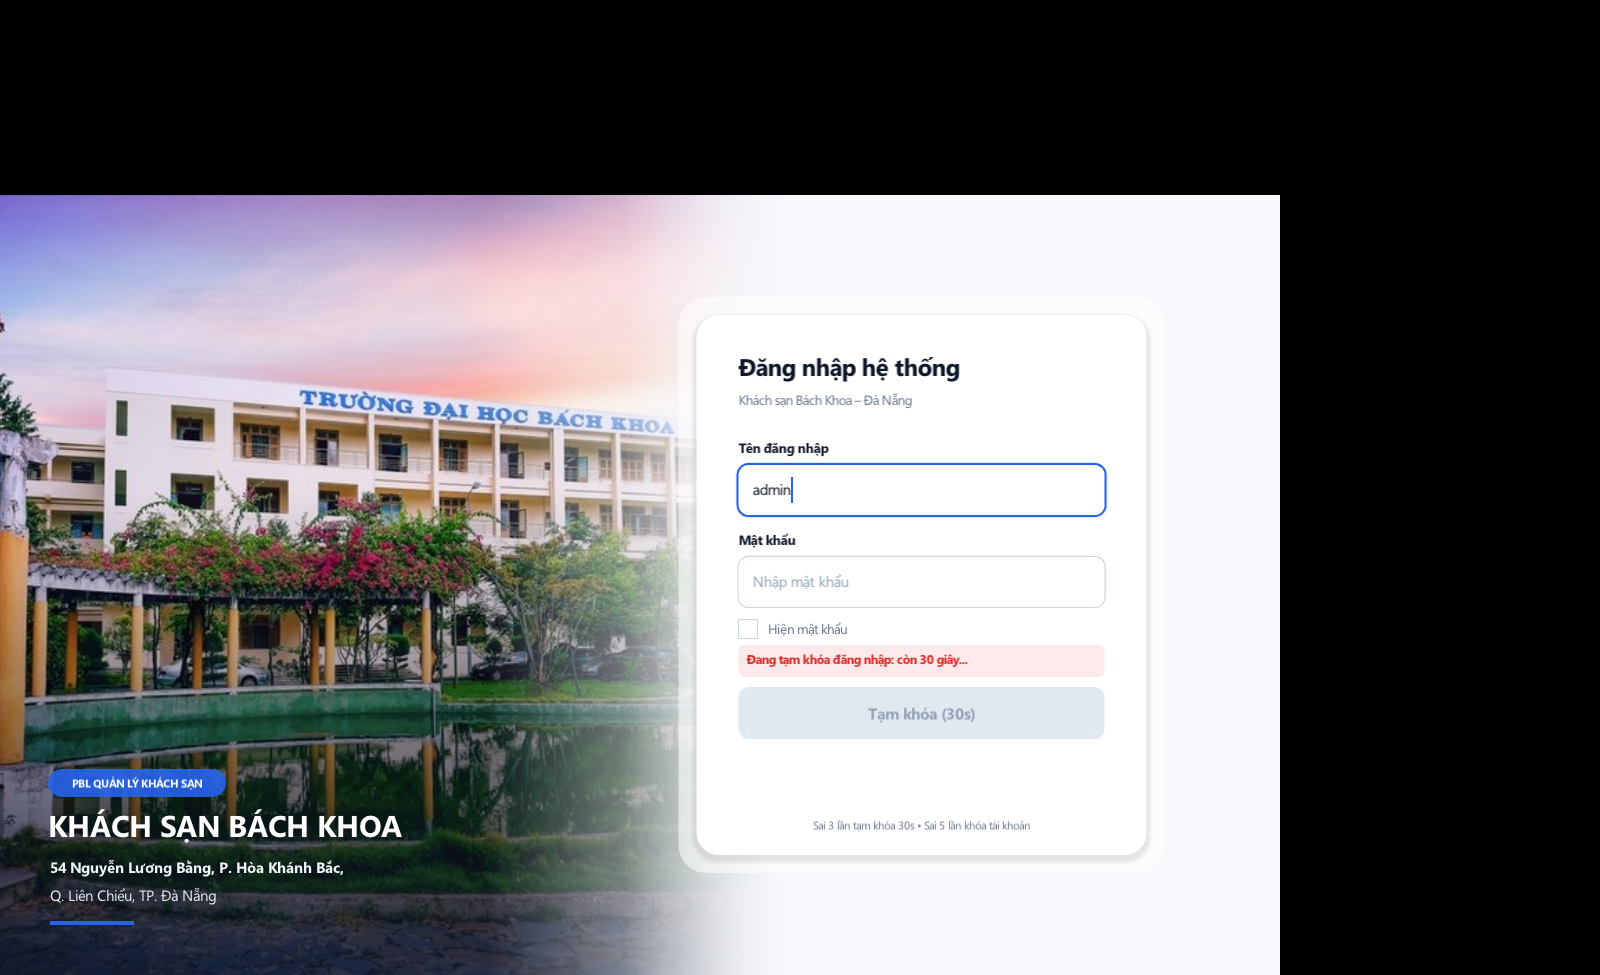 TRƯỜNG ĐẠI HỌC BÁCH KHOA
PBL QUẢN LÝ KHÁCH SẠN
KHÁCH SẠN BÁCH KHOA
54 Nguyễn Lương Bằng, P. Hòa Khánh Bắc,
Q. Liên Chiểu, TP. Đà Nẵng
Đăng nhập hệ thống
Khách sạn Bách Khoa – Đà Nẵng
Tên đăng nhập
admin
Mật khẩu
Nhập mật khẩu
Hiện mật khẩu
Đang tạm khóa đăng nhập: còn 30 giây...
Tạm khóa (30s)
Sai 3 lần tạm khóa 30s • Sai 5 lần khóa tài khoản